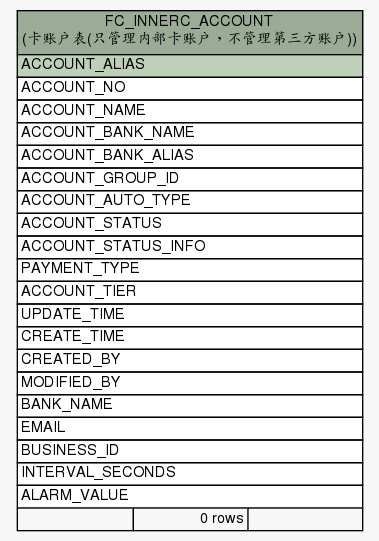 FC_INNERC_ACCOUNT
(卡账户表(只管理内部卡账户，不管理第三方账户))
ACCOUNT_ALIAS
ACCOUNT_NO
ACCOUNT_NAME
ACCOUNT_BANK_NAME
ACCOUNT_BANK_ALIAS
ACCOUNT_GROUP_ID
ACCOUNT_AUTO_TYPE
ACCOUNT_STATUS
ACCOUNT_STATUS_INFO
PAYMENT_TYPE
ACCOUNT_TIER
UPDATE_TIME
CREATE_TIME
CREATED_BY
MODIFIED_BY
BANK_NAME
EMAIL
BUSINESS_ID
INTERVAL_SECONDS
ALARM_VALUE
0 rows